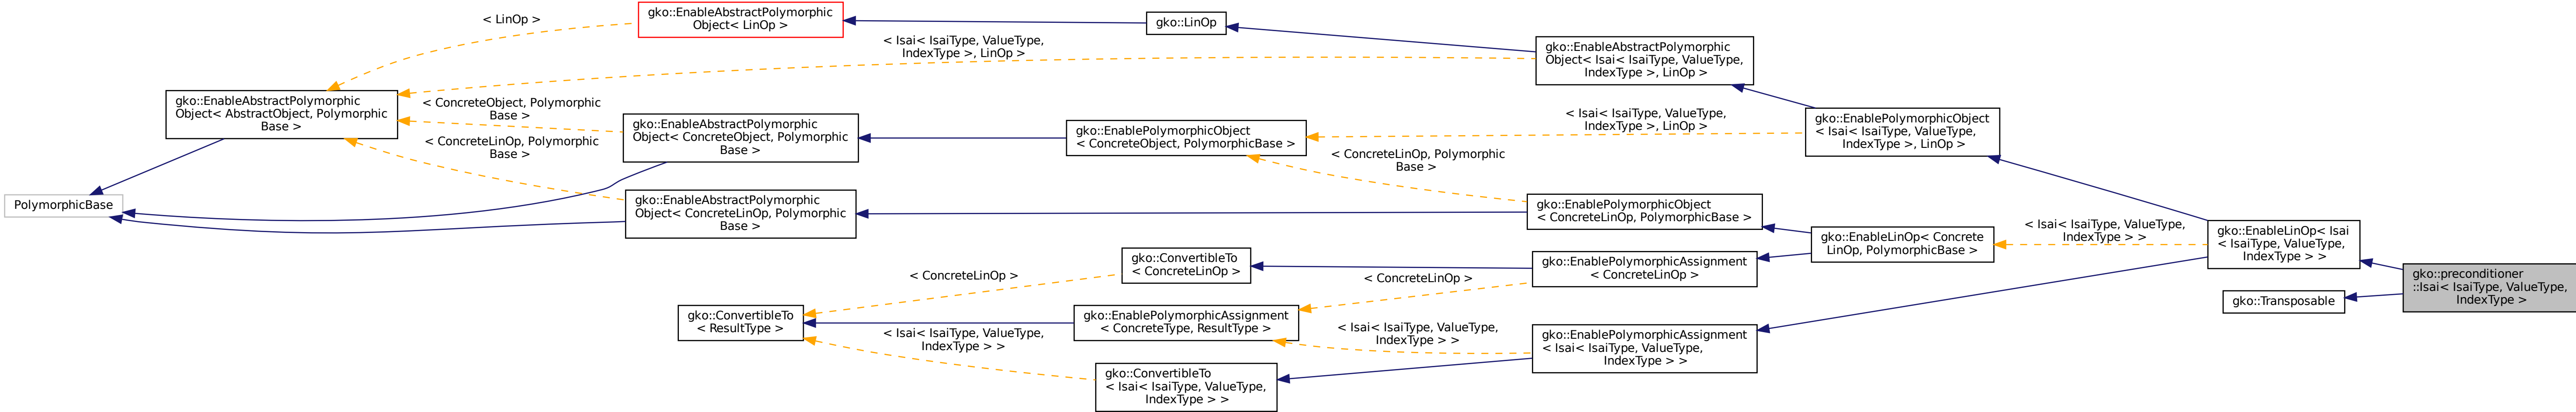 gko::EnableAbstractPolymorphic
Object< LinOp >
< LinOp >
gko::LinOp
< Isai< IsaiType, ValueType,
IndexType >, LinOp >
gko::EnableAbstractPolymorphic
Object< Isai< IsaiType, ValueType,
IndexType >, LinOp >
gko::EnableAbstractPolymorphic
Object< AbstractObject, Polymorphic
Base >
< ConcreteObject, Polymorphic
Base >
gko::EnableAbstractPolymorphic
Object< ConcreteObject, Polymorphic
Base >
gko::EnablePolymorphicObject
< ConcreteObject, PolymorphicBase >
< Isai< IsaiType, ValueType,
IndexType >, LinOp >
gko::EnablePolymorphicObject
< Isai< IsaiType, ValueType,
IndexType >, LinOp >
< ConcreteLinOp, Polymorphic
Base >
< ConcreteLinOp, Polymorphic
Base >
PolymorphicBase
gko::EnableAbstractPolymorphic
Object< ConcreteLinOp, Polymorphic
Base >
gko::EnablePolymorphicObject
< ConcreteLinOp, PolymorphicBase >
gko::EnableLinOp< Concrete
LinOp, PolymorphicBase >
< Isai< IsaiType, ValueType,
IndexType > >
gko::EnableLinOp< Isai
< IsaiType, ValueType,
IndexType > >
gko::preconditioner
::Isai< IsaiType, ValueType,
IndexType >
gko::ConvertibleTo
< ConcreteLinOp >
gko::EnablePolymorphicAssignment
< ConcreteLinOp >
< ConcreteLinOp >
< ConcreteLinOp >
gko::Transposable
gko::ConvertibleTo
< ResultType >
gko::EnablePolymorphicAssignment
< ConcreteType, ResultType >
< Isai< IsaiType, ValueType,
IndexType > >
< Isai< IsaiType, ValueType,
IndexType > >
gko::EnablePolymorphicAssignment
< Isai< IsaiType, ValueType,
IndexType > >
gko::ConvertibleTo
< Isai< IsaiType, ValueType,
IndexType > >